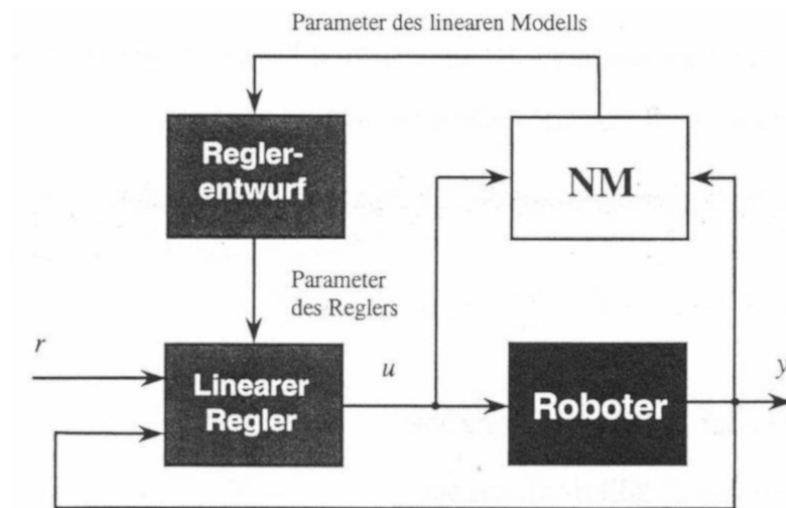 Parameter des linearen Modells
Regler-
entwurf
NM
Parameter
des Reglers
r
Linearer
Regler
u
Roboter
y